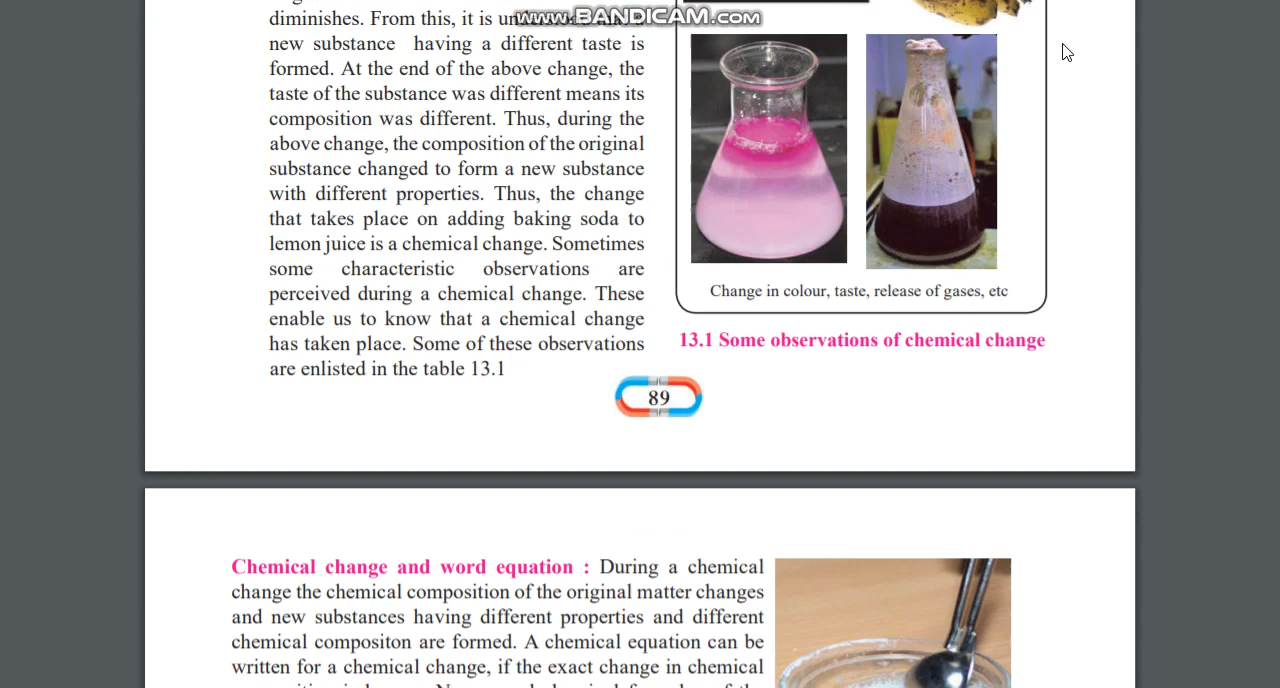 www.BANDICAM.com
diminishes. From this, it is
new substance having a different taste is
formed. At the end of the above change, the
taste of the substance was different means its
composition was different. Thus, during the
above change, the composition of the original
substance changed to form a new substance
with different properties. Thus, the change
that takes place on adding baking soda to
lemon juice is a chemical change. Sometimes
some characteristic observations are
perceived during a chemical change. These
enable us to know that a chemical change
has taken place. Some of these observations
are enlisted in the table 13.1
Change in colour, taste, release of gases, etc
13.1 Some observations of chemical change
89
Chemical change and word equation : During a chemical
change the chemical composition of the original matter changes
and new substances having different properties and different
chemical compositon are formed. A chemical equation can be
written for a chemical change, if the exact change in chemical